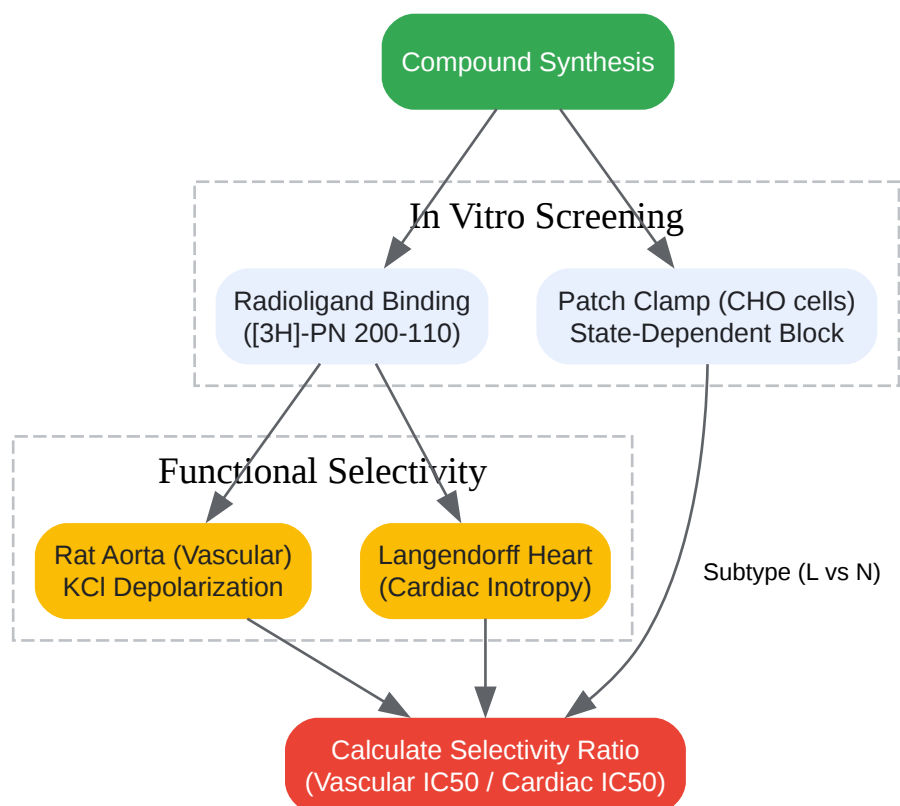 Compound Synthesis
In Vitro Screening
Radioligand Binding
([3H]-PN 200-110)
Patch Clamp (CHO cells)
State-Dependent Block
Functional Selectivity
Rat Aorta (Vascular)
KCl Depolarization
Langendorff Heart
(Cardiac Inotropy)
Subtype (L vs N)
Calculate Selectivity Ratio
(Vascular IC50 / Cardiac IC50)